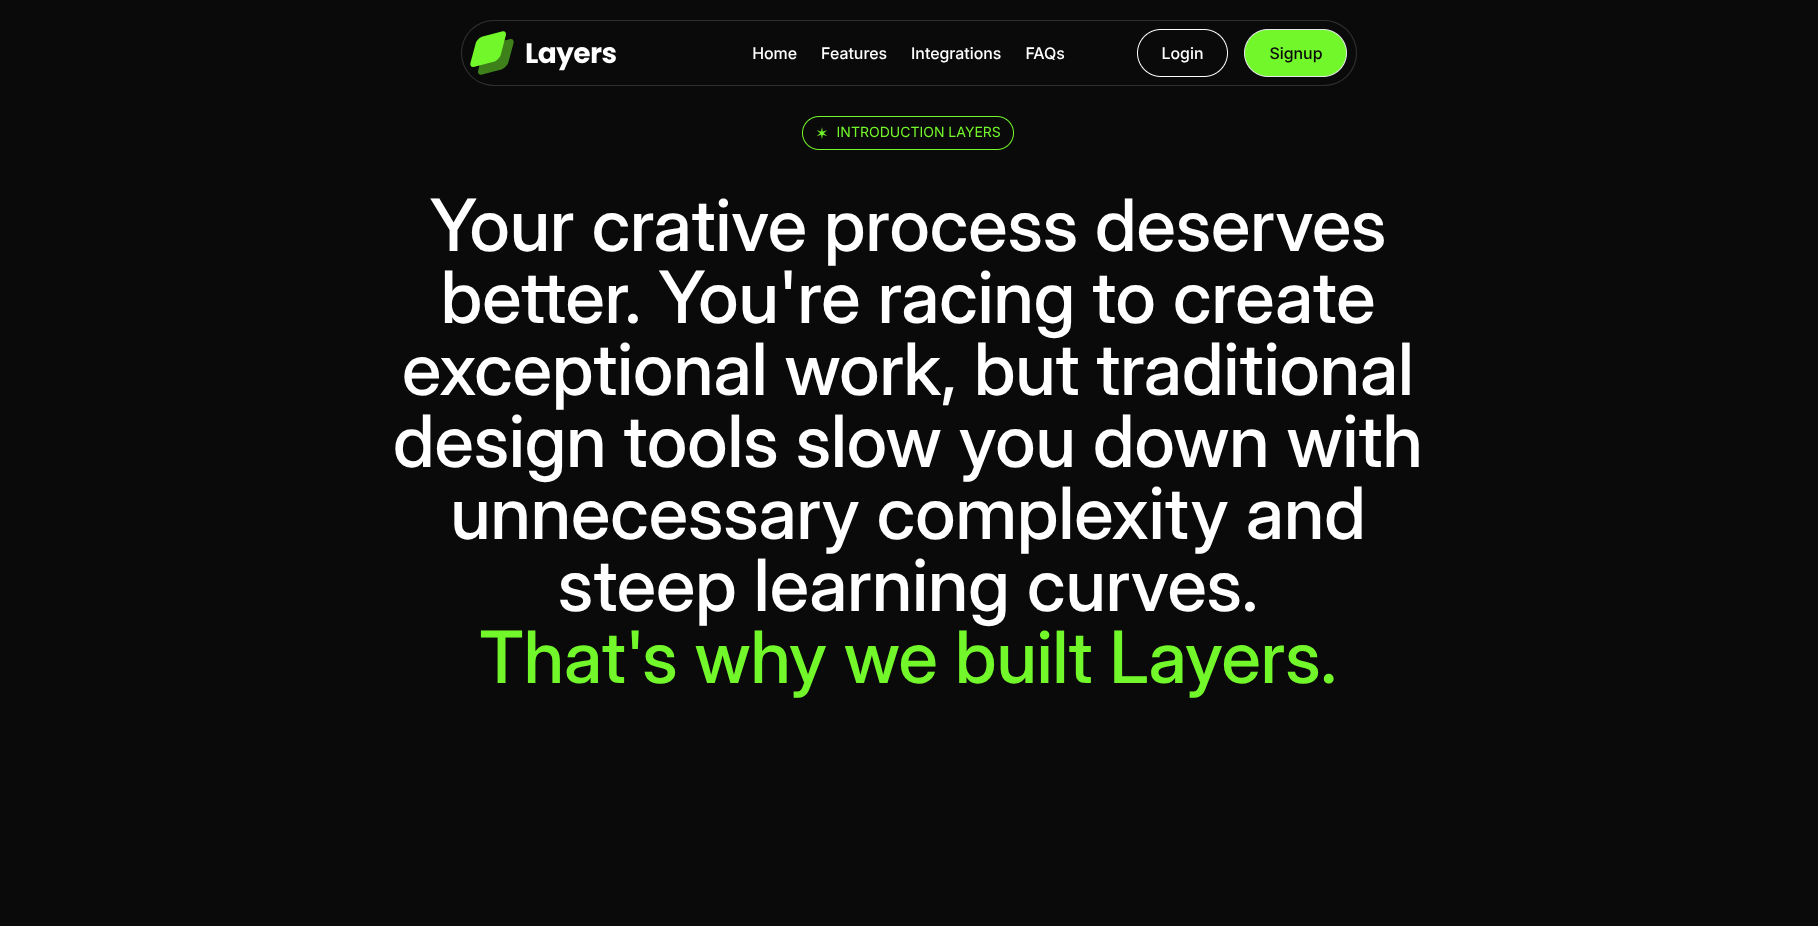 Layers
Home Features Integrations FAQs
Login
Signup
✶ INTRODUCTION LAYERS
Your crative process deserves
better. You're racing to create
exceptional work, but traditional
design tools slow you down with
unnecessary complexity and
steep learning curves.
That's why we built Layers.